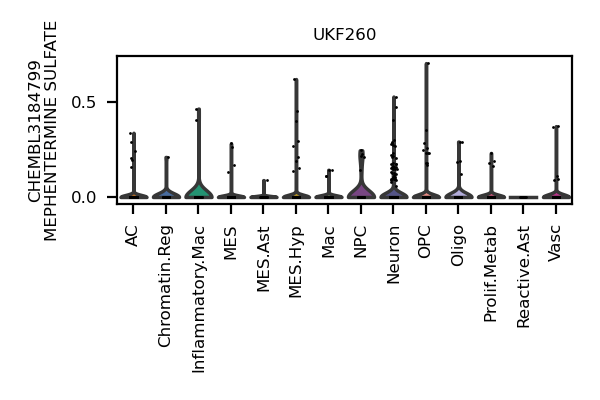 UKF260
CHEMBL3184799
MEPHENTERMINE SULFATE
0.5
0.0
AC
Chromatin.Reg
Inflammatory.Mac
MES
MES.Ast
MES.Hyp
Mac
NPC
Neuron
OPC
Oligo
Prolif.Metab
Reactive.Ast
Vasc